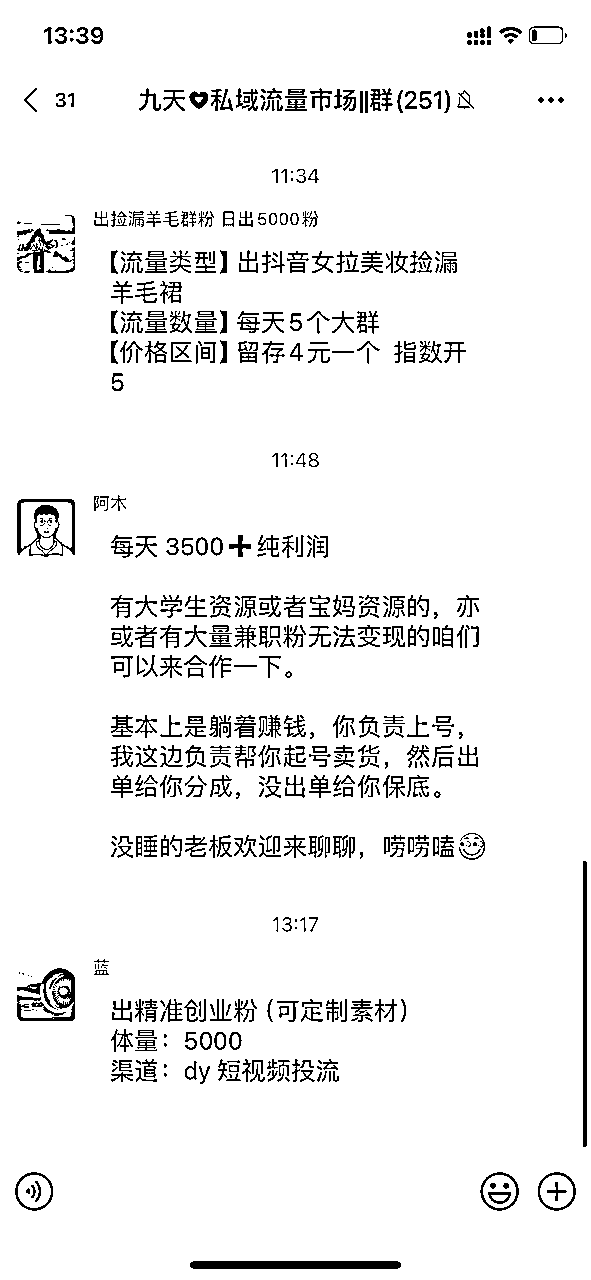 13:39
31
九天私域流量市场||群(251)
11:34
出捡漏羊毛群粉 日出5000粉
【流量类型】出抖音女拉美妆捡漏
羊毛裙
【流量数量】每天5个大群
【价格区间】留存4元一个 指数开
5
11:48
阿木
每天 3500➕纯利润
有大学生资源或者宝妈资源的，亦
或者有大量兼职粉无法变现的咱们
可以来合作一下。
基本上是躺着赚钱，你负责上号，
我这边负责帮你起号卖货，然后出
单给你分成，没出单给你保底。
没睡的老板欢迎来聊聊，唠唠嗑
13:17
蓝
出精准创业粉（可定制素材）
体量：5000
渠道：dy 短视频投流